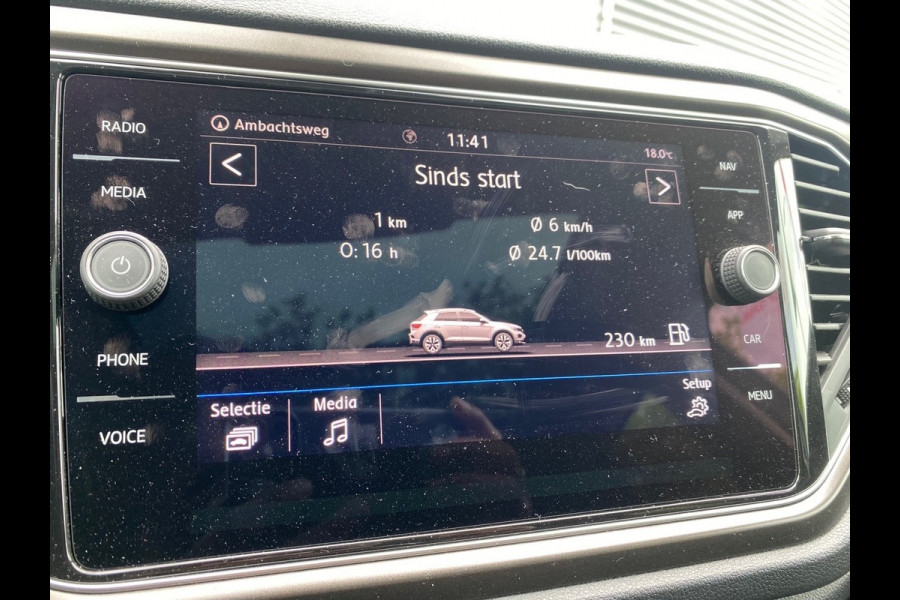 RADIO
MEDIA
PHONE
VOICE
Ambachtsweg
11:41
18.0°C
<
Sinds start
>
1 km
Ø 6 km/h
0:16 h
Ø 24.7 l/100km
230 km
Selectie
Media
Setup
NAV
APP
CAR
MENU